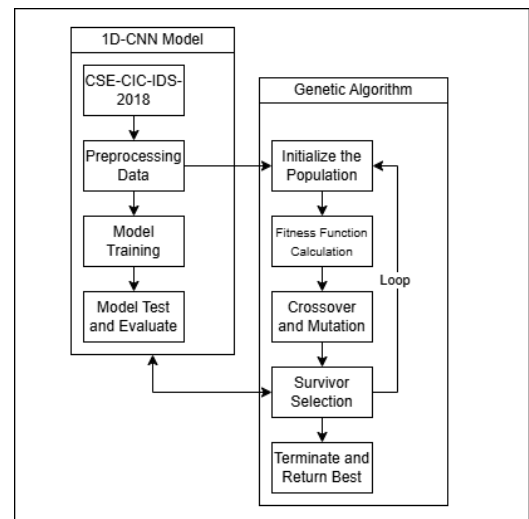 1D-CNN Model
CSE-CIC-IDS-
2018
Preprocessing
Data
Model
Training
Model Test
and Evaluate
Genetic Algorithm
Initialize the
Population
Fitness Function
Calculation
Loop
Crossover
and Mutation
Survivor
Selection
Terminate and
Return Best